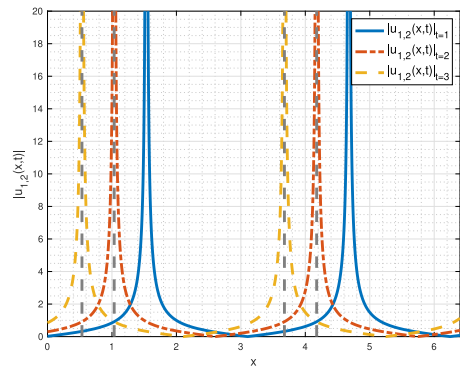 20
18
16
14
12
10
8
6
4
2
0
|u1,2(x,t)|
|u1,2(x,t)|t=1
|u1,2(x,t)|t=2
|u1,2(x,t)|t=3
0 1 2 3 4 5 6
x